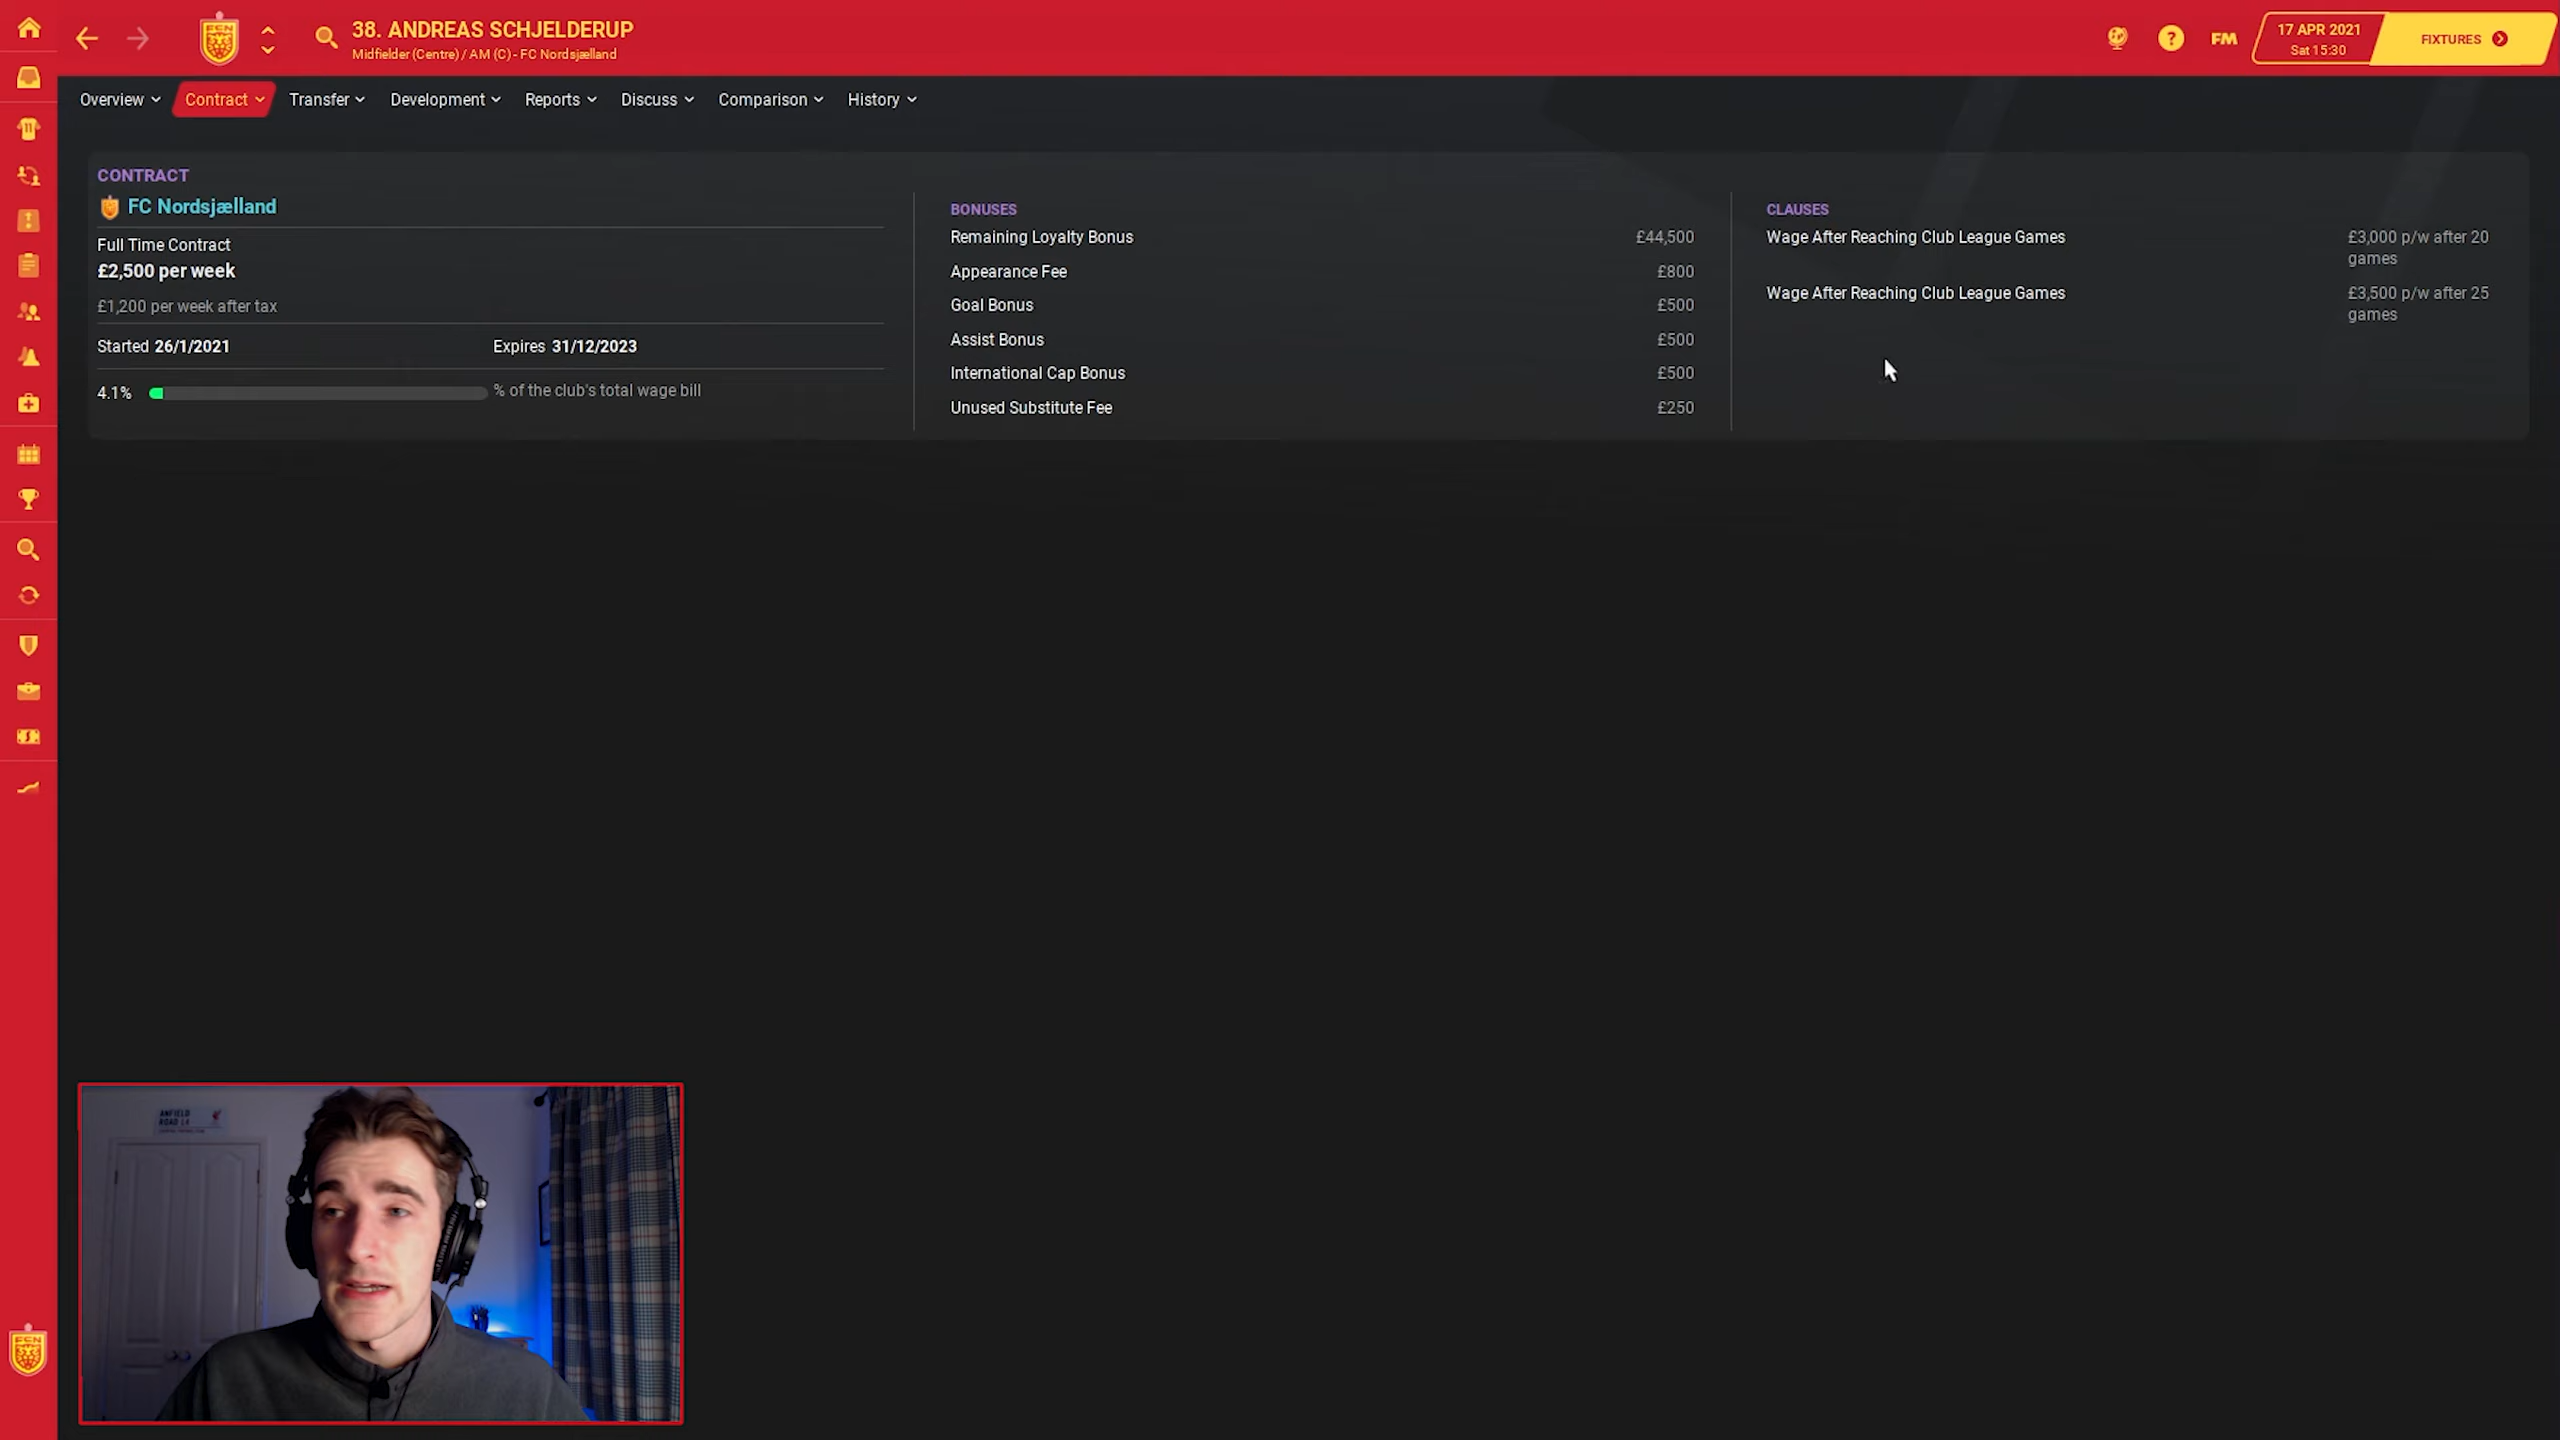 38. ANDREAS SCHJELDERUP
Midfielder (Centre) / AM (C) - FC Nordsjælland
FM
17 APR 2021
Sat 15:30
FIXTURES
Overview
Contract
Transfer
Development
Reports
Discuss
Comparison
History
CONTRACT
FC Nordsjælland
Full Time Contract
£2,500 per week
£1,200 per week after tax
Started 26/1/2021
Expires 31/12/2023
4.1%
% of the club's total wage bill
BONUSES
Remaining Loyalty Bonus £44,500
Appearance Fee £800
Goal Bonus £500
Assist Bonus £500
International Cap Bonus £500
Unused Substitute Fee £250
CLAUSES
Wage After Reaching Club League Games £3,000 p/w after 20
games
Wage After Reaching Club League Games £3,500 p/w after 25
games
ANFIELD
ROAD L4
FCN